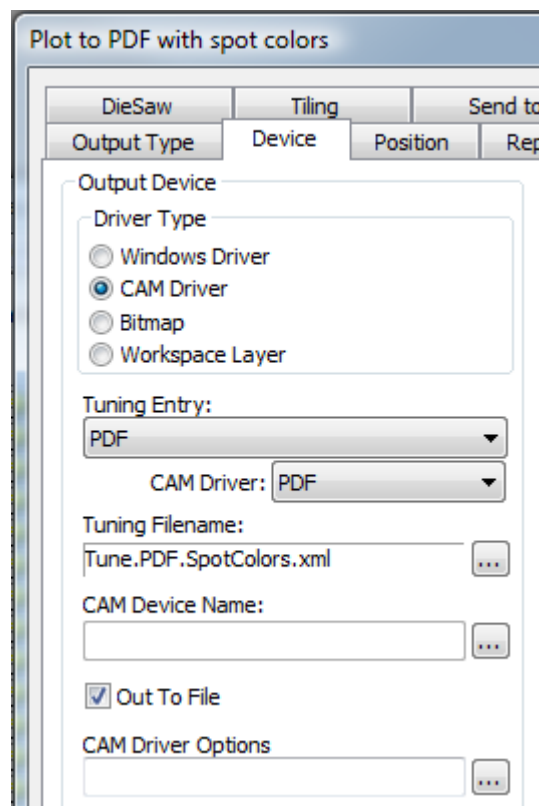 Plot to PDF with spot colors
DieSaw Tiling Send to
Output Type Device Position Rep
Output Device
Driver Type
Windows Driver
CAM Driver
Bitmap
Workspace Layer
Tuning Entry:
PDF
CAM Driver: PDF
Tuning Filename:
Tune.PDF.SpotColors.xml
...
CAM Device Name:
...
Out To File
CAM Driver Options
...